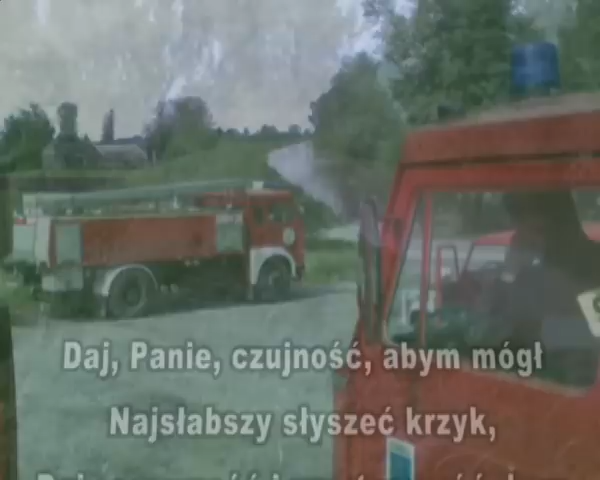 Daj, Panie, czujność, abym mógł
Najsłabszy słyszeć krzyk,